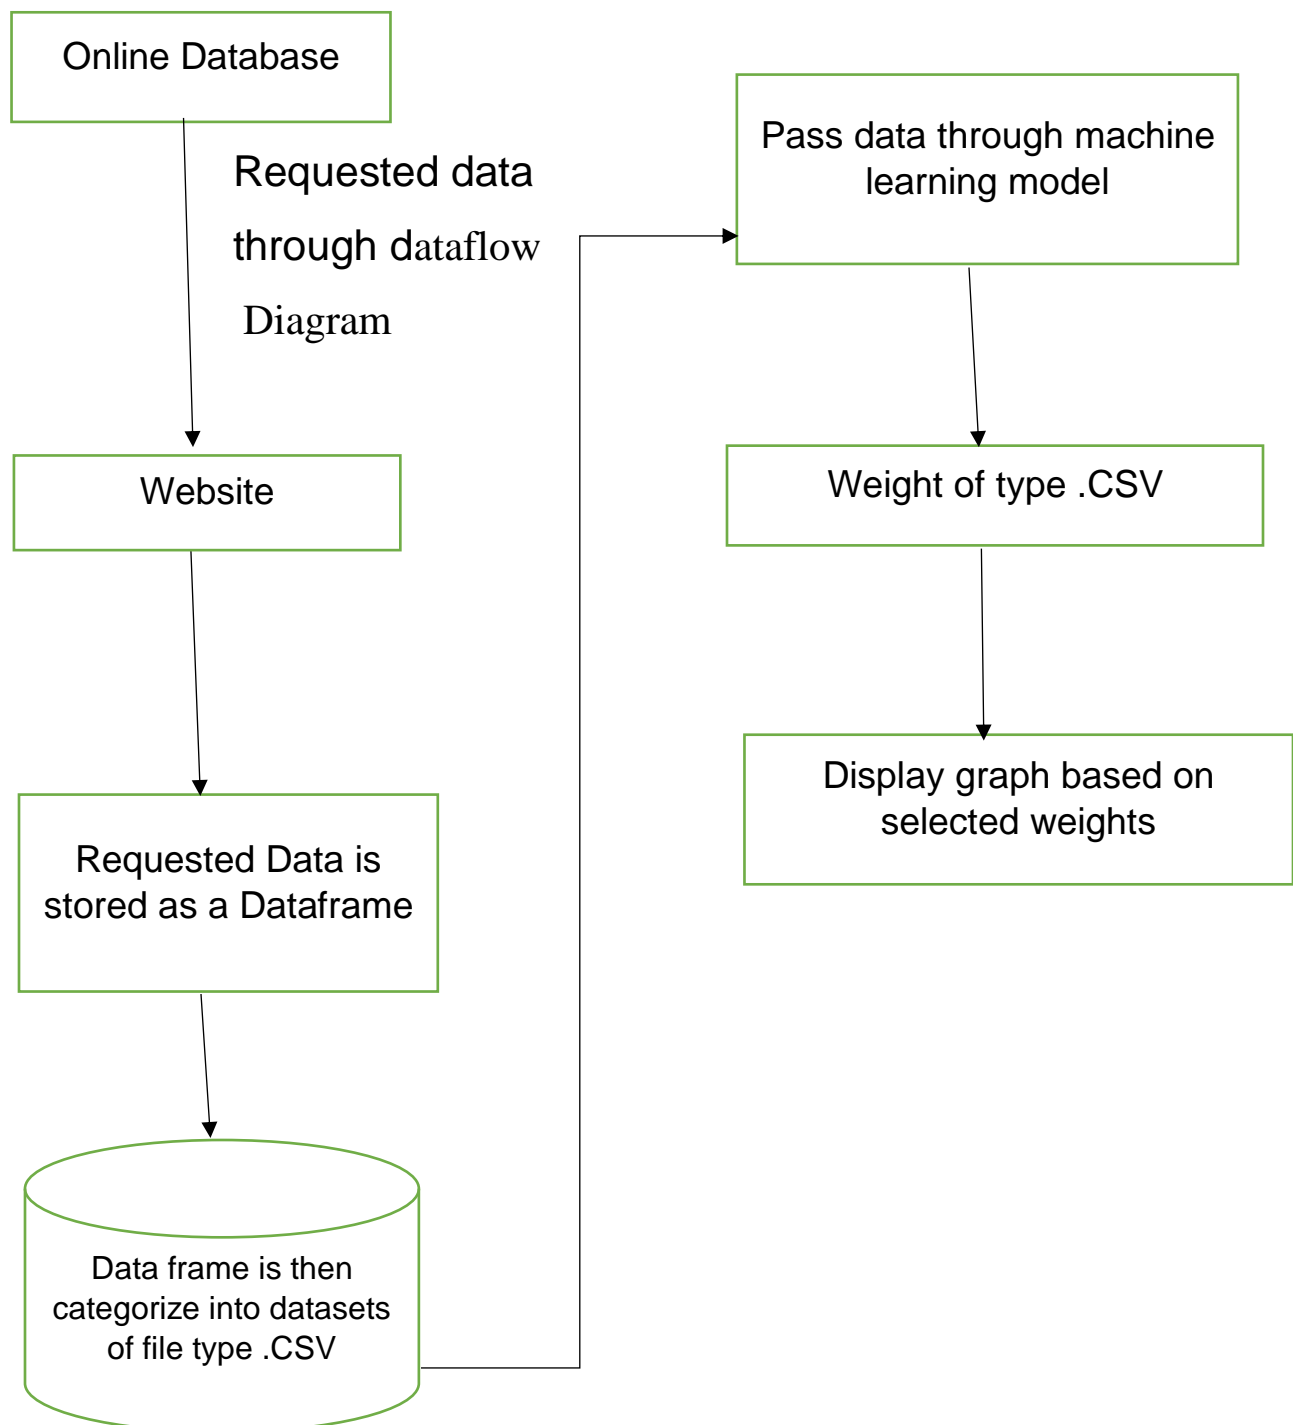 Online Database
Requested data
through dataflow
Diagram
Website
Requested Data is
stored as a Dataframe
Data frame is then
categorize into datasets
of file type .CSV
Pass data through machine
learning model
Weight of type .CSV
Display graph based on
selected weights